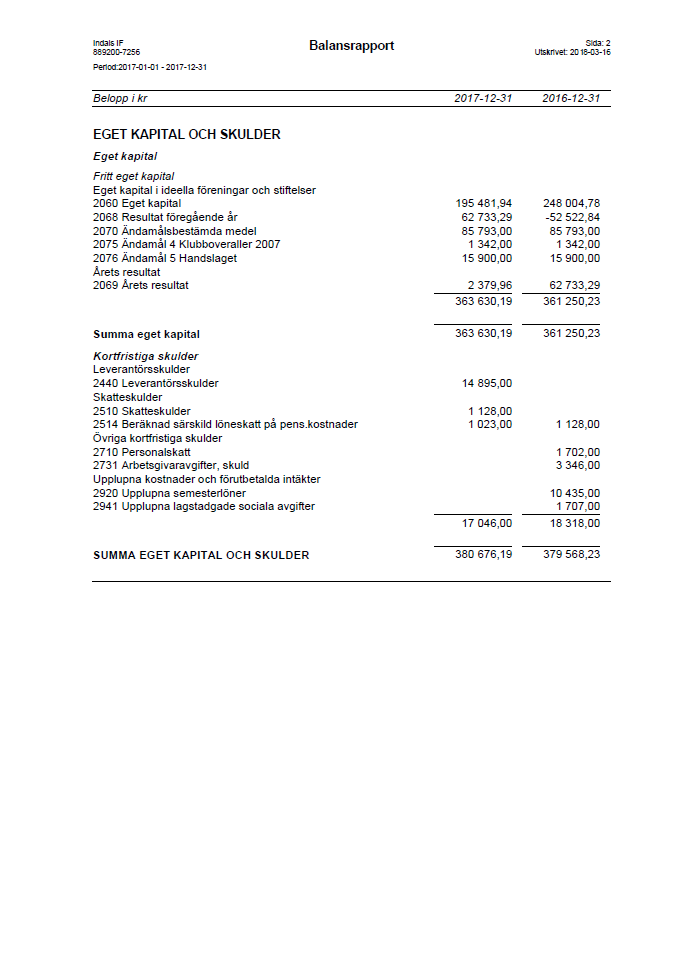 Indals IF Balansrapport Sida: 2
889200-7256 Utskrivet: 2018-03-16
Period:2017-01-01 - 2017-12-31
Belopp i kr 2017-12-31 2016-12-31
EGET KAPITAL OCH SKULDER
Eget kapital
Fritt eget kapital
Eget kapital i ideella föreningar och stiftelser
2060 Eget kapital 195 481,94 248 004,78
2068 Resultat föregående år 62 733,29 -52 522,84
2070 Ändamålsbestämda medel 85 793,00 85 793,00
2075 Ändamål 4 Klubboveraller 2007 1 342,00 1 342,00
2076 Ändamål 5 Handslaget 15 900,00 15 900,00
Årets resultat
2069 Årets resultat 2 379,96 62 733,29
363 630,19 361 250,23
Summa eget kapital 363 630,19 361 250,23
Kortfristiga skulder
Leverantörsskulder
2440 Leverantörsskulder 14 895,00
Skatteskulder
2510 Skatteskulder 1 128,00
2514 Beräknad särskild löneskatt på pens.kostnader 1 023,00 1 128,00
Övriga kortfristiga skulder
2710 Personalskatt 1 702,00
2731 Arbetsgivaravgifter, skuld 3 346,00
Upplupna kostnader och förutbetalda intäkter
2920 Upplupna semesterlöner 10 435,00
2941 Upplupna lagstadgade sociala avgifter 1 707,00
17 046,00 18 318,00
SUMMA EGET KAPITAL OCH SKULDER 380 676,19 379 568,23